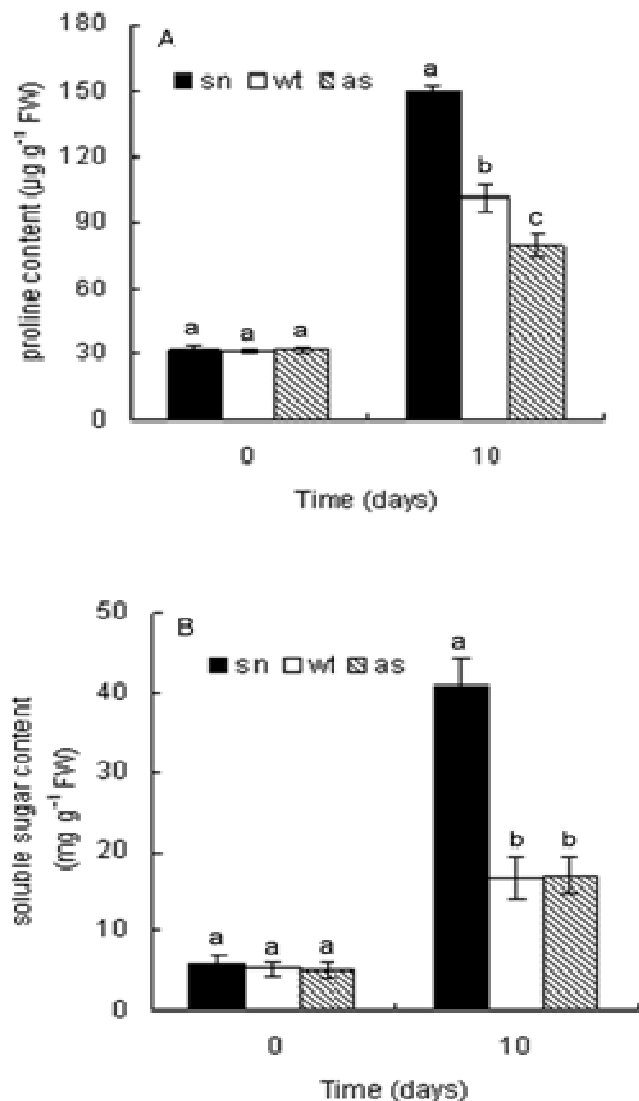 A
sn wt as
proline content (µg g⁻¹ FW)
180
150
120
90
60
30
0
a a a
a
b
c
0 10
Time (days)
B
sn wt as
soluble sugar content
(mg g⁻¹ FW)
50
40
30
20
10
0
a a a
a
b b
0 10
Time (days)